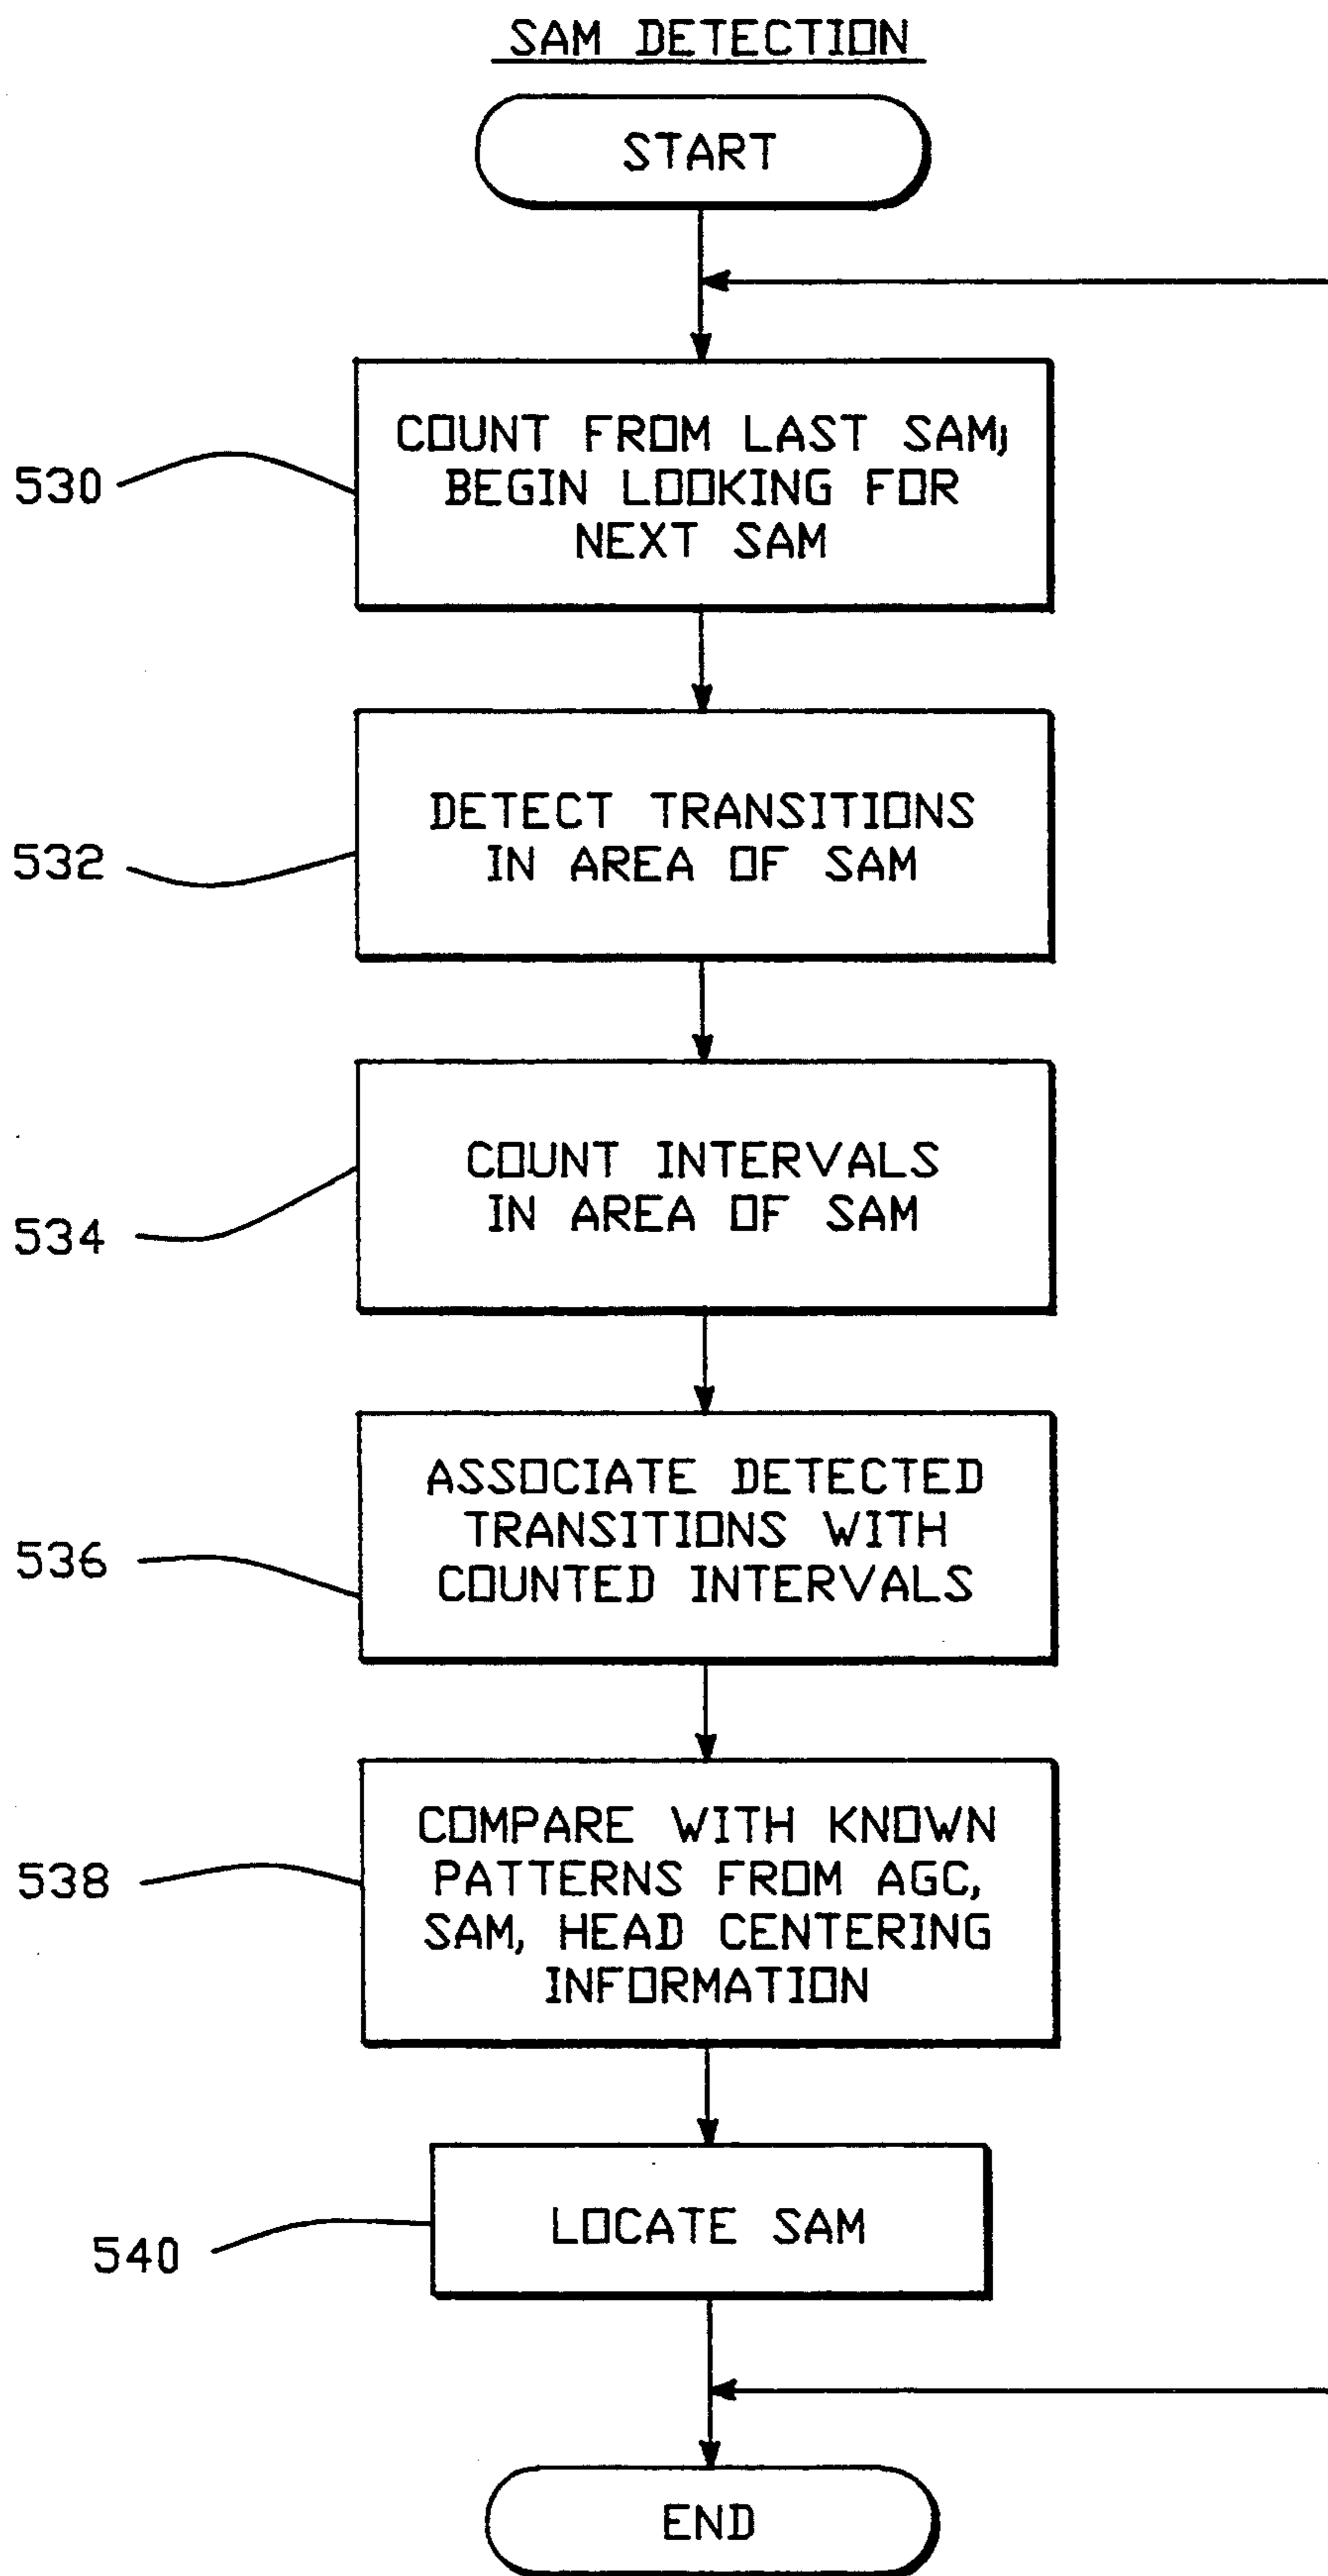 SAM DETECTION
START
COUNT FROM LAST SAM;
BEGIN LOOKING FOR
NEXT SAM
530
DETECT TRANSITIONS
IN AREA OF SAM
532
COUNT INTERVALS
IN AREA OF SAM
534
ASSOCIATE DETECTED
TRANSITIONS WITH
COUNTED INTERVALS
536
COMPARE WITH KNOWN
PATTERNS FROM AGC,
SAM, HEAD CENTERING
INFORMATION
538
LOCATE SAM
540
END